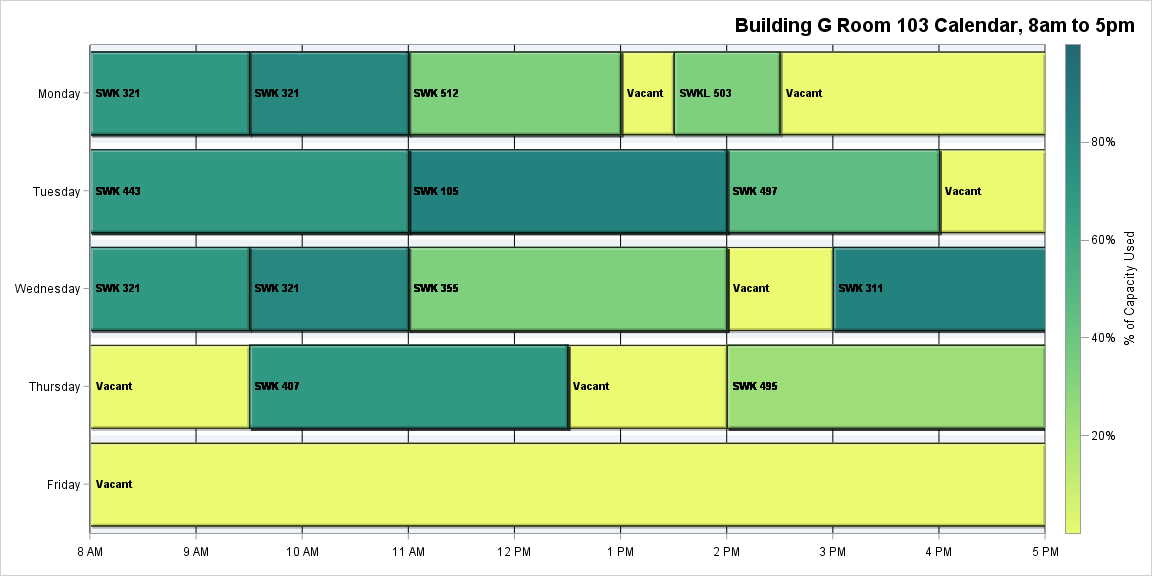 Building G Room 103 Calendar, 8am to 5pm
Monday
SWK 321
SWK 321
SWK 512
Vacant
SWKL 503
Vacant
Tuesday
SWK 443
SWK 105
SWK 497
Vacant
Wednesday
SWK 321
SWK 321
SWK 355
Vacant
SWK 311
Thursday
Vacant
SWK 407
Vacant
SWK 495
Friday
Vacant
8 AM
9 AM
10 AM
11 AM
12 PM
1 PM
2 PM
3 PM
4 PM
5 PM
80%
60%
40%
20%
% of Capacity Used